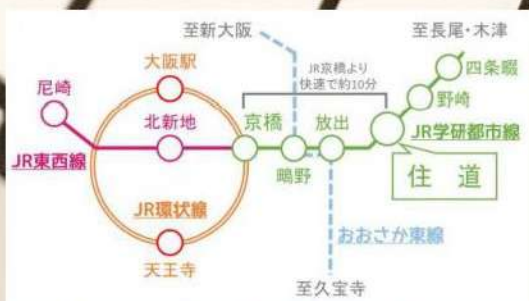 至新大阪
至長尾・木津
大阪駅
JR京橋より
快速で約10分
四条畷
尼崎
野崎
北新地
京橋
放出
JR学研都市線
JR東西線
鴫野
住道
JR環状線
おおさか東線
天王寺
至久宝寺